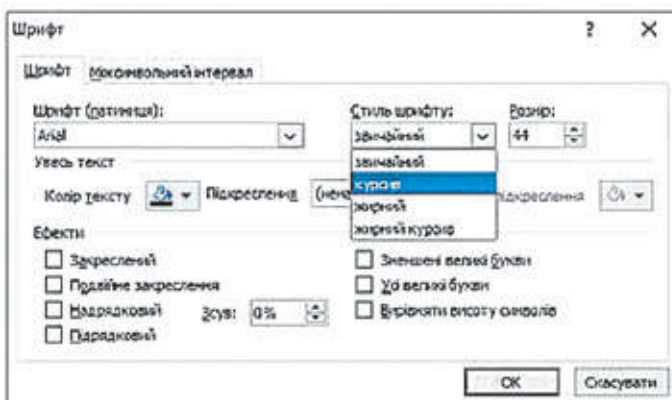 Шрифт ?
Шрифт Міжсимвольний інтервал
Шрифт (латиниця): Стиль шрифту: Розмір:
Arial звичайний 44
Увесь текст звичайний
курсив
Колір тексту Підкреслення (нема підкреслення
жирний
жирний курсив
Ефекти
Закреслений Зменшені великі букви
Подвійне закреслення Усі великі букви
Надрядковий Зсув: 0% Вирівняти висоту символів
Підрядковий
OK Скасувати